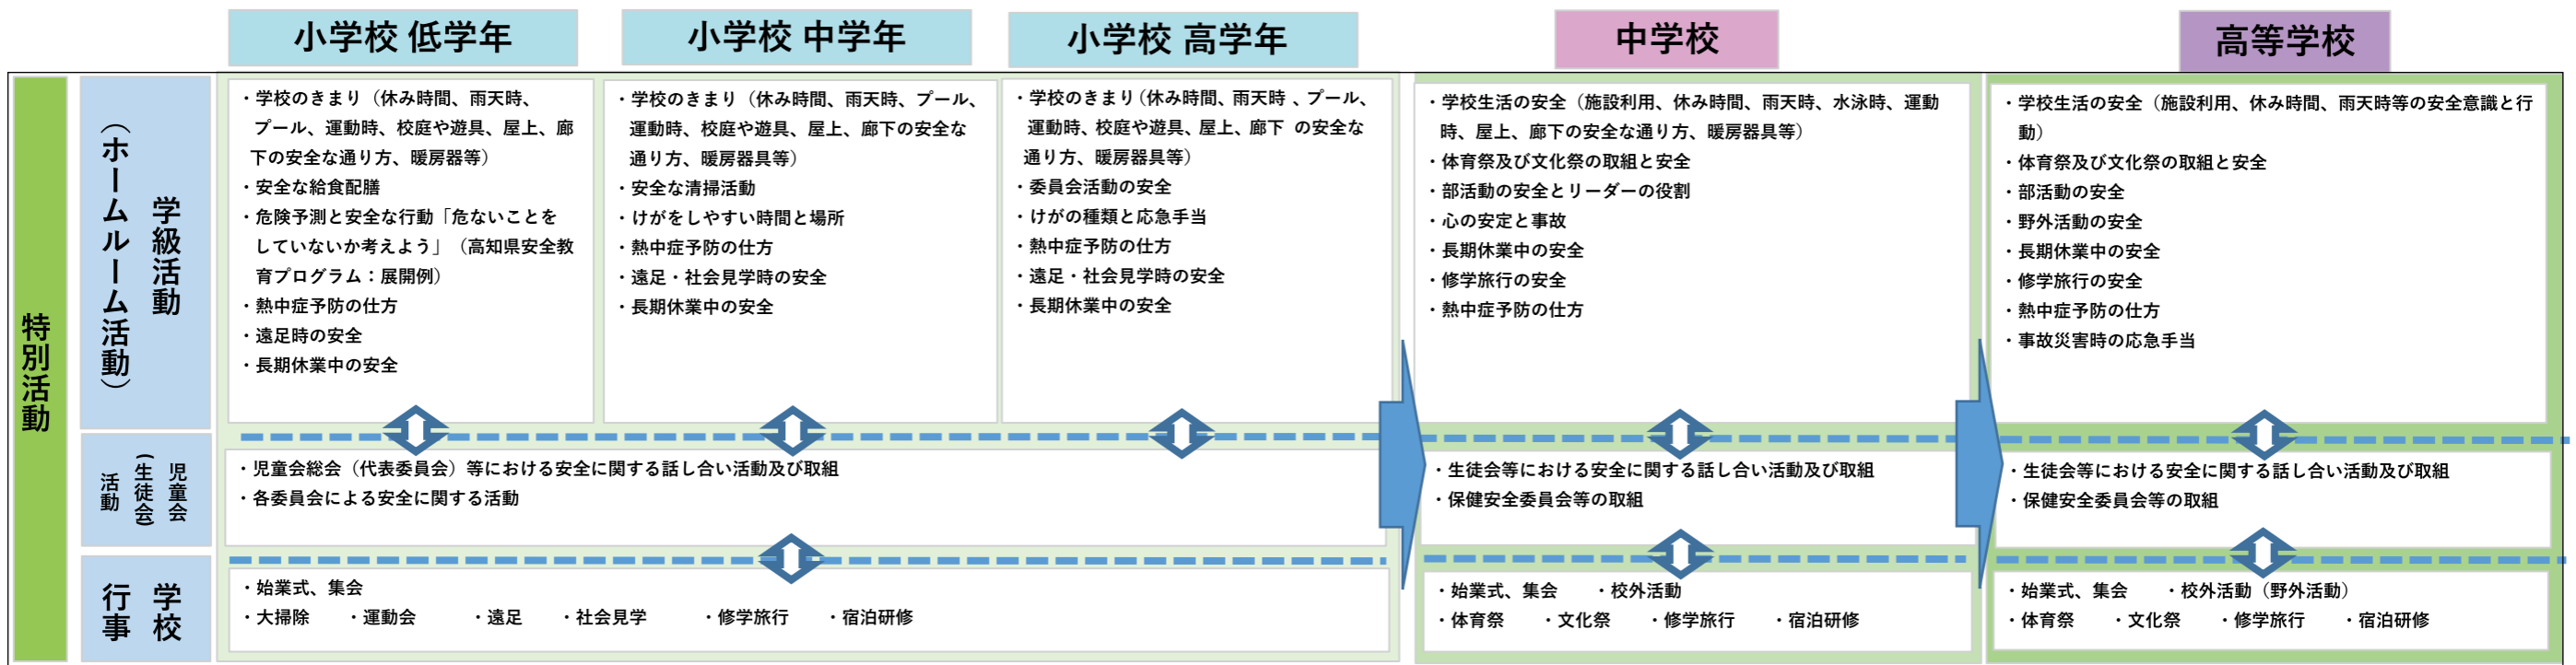 小学校 低学年
小学校 中学年
小学校 高学年
中学校
高等学校
特別活動
学級活動
（ホームルーム活動）
・学校のきまり（休み時間、雨天時、
プール、運動時、校庭や遊具、屋上、廊
下の安全な通り方、暖房器等）
・安全な給食配膳
・危険予測と安全な行動「危ないことを
していないか考えよう」（高知県安全教
育プログラム：展開例）
・熱中症予防の仕方
・遠足時の安全
・長期休業中の安全
・学校のきまり（休み時間、雨天時、プール、
運動時、校庭や遊具、屋上、廊下の安全な
通り方、暖房器具等）
・安全な清掃活動
・けがをしやすい時間と場所
・熱中症予防の仕方
・遠足・社会見学時の安全
・長期休業中の安全
・学校のきまり（休み時間、雨天時 、プール、
運動時、校庭や遊具、屋上、廊下 の安全な
通り方、暖房器具等）
・委員会活動の安全
・けがの種類と応急手当
・熱中症予防の仕方
・遠足・社会見学時の安全
・長期休業中の安全
・学校生活の安全（施設利用、休み時間、雨天時、水泳時、運動
時、屋上、廊下の安全な通り方、暖房器具等）
・体育祭及び文化祭の取組と安全
・部活動の安全とリーダーの役割
・心の安定と事故
・長期休業中の安全
・修学旅行の安全
・熱中症予防の仕方
・学校生活の安全（施設利用、休み時間、雨天時等の安全意識と行
動）
・体育祭及び文化祭の取組と安全
・部活動の安全
・野外活動の安全
・長期休業中の安全
・修学旅行の安全
・熱中症予防の仕方
・事故災害時の応急手当
児童会
（生徒会）
活動
・児童会総会（代表委員会）等における安全に関する話し合い活動及び取組
・各委員会による安全に関する活動
・生徒会等における安全に関する話し合い活動及び取組
・保健安全委員会等の取組
・生徒会等における安全に関する話し合い活動及び取組
・保健安全委員会等の取組
学校
行事
・始業式、集会
・大掃除 ・運動会 ・遠足 ・社会見学 ・修学旅行 ・宿泊研修
・始業式、集会 ・校外活動
・体育祭 ・文化祭 ・修学旅行 ・宿泊研修
・始業式、集会 ・校外活動（野外活動）
・体育祭 ・文化祭 ・修学旅行 ・宿泊研修